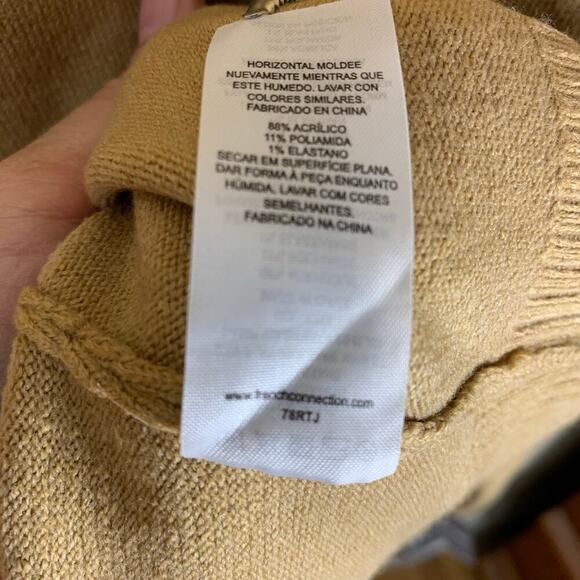 HORIZONTAL MOLDEE
NUEVAMENTE MIENTRAS QUE
ESTE HUMEDO. LAVAR CON
COLORES SIMILARES.
FABRICADO EN CHINA
88% ACRÍLICO
11% POLIAMIDA
1% ELASTANO
SECAR EM SUPERFÍCIE PLANA.
DAR FORMA À PEÇA ENQUANTO
HÚMIDA. LAVAR COM CORES
SEMELHANTES.
FABRICADO NA CHINA
www.frenchconnection.com
78RTJ